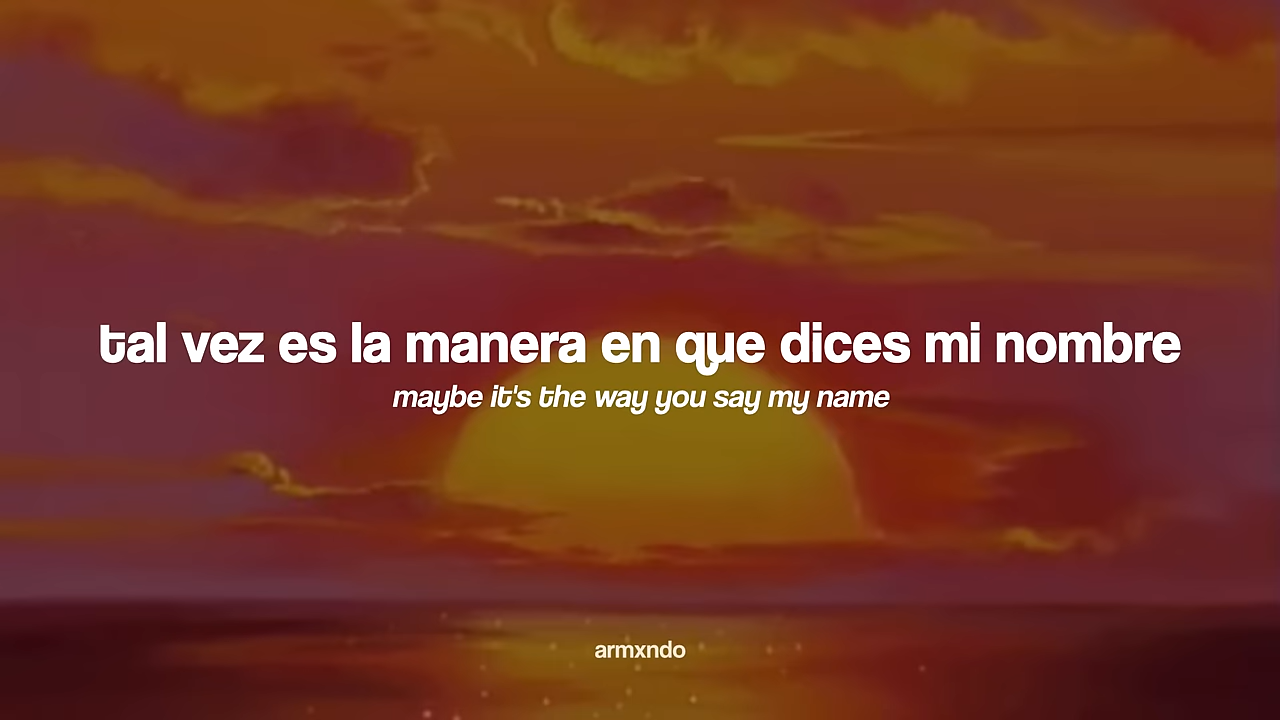 tal vez es la manera en que dices mi nombre
maybe it's the way you say my name
armxndo